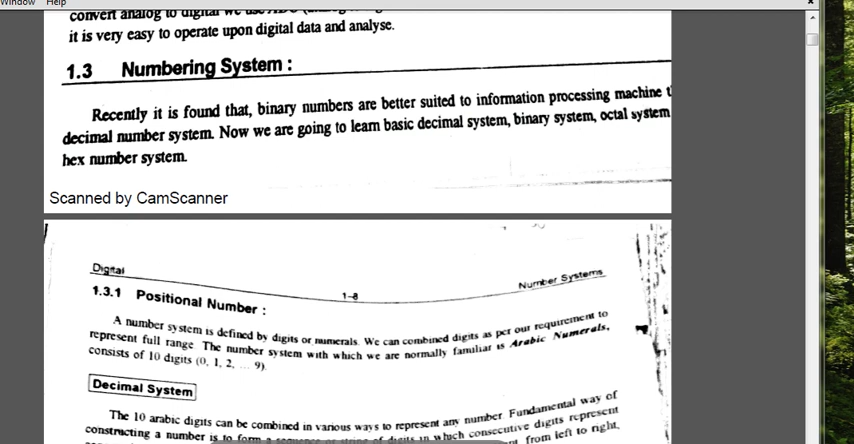 Window Help
convert analog to digital we use ADC
it is very easy to operate upon digital data and analyse.
1.3 Numbering System :
Recently it is found that, binary numbers are better suited to information processing machine
decimal number system. Now we are going to learn basic decimal system, binary system, octal system
hex number system.
Scanned by CamScanner
Digital 1-8 Number Systems
1.3.1 Positional Number :
A number system is defined by digits or numerals. We can combined digits as per our requirement to
represent full range The number system with which we are normally familiar is Arabic Numerals,
consists of 10 digits (0, 1, 2, ... 9).
Decimal System
The 10 arabic digits can be combined in various ways to represent any number Fundamental way of
constructing a number is to form a sequence or string of digits in which consecutive digits represent
from left to right,